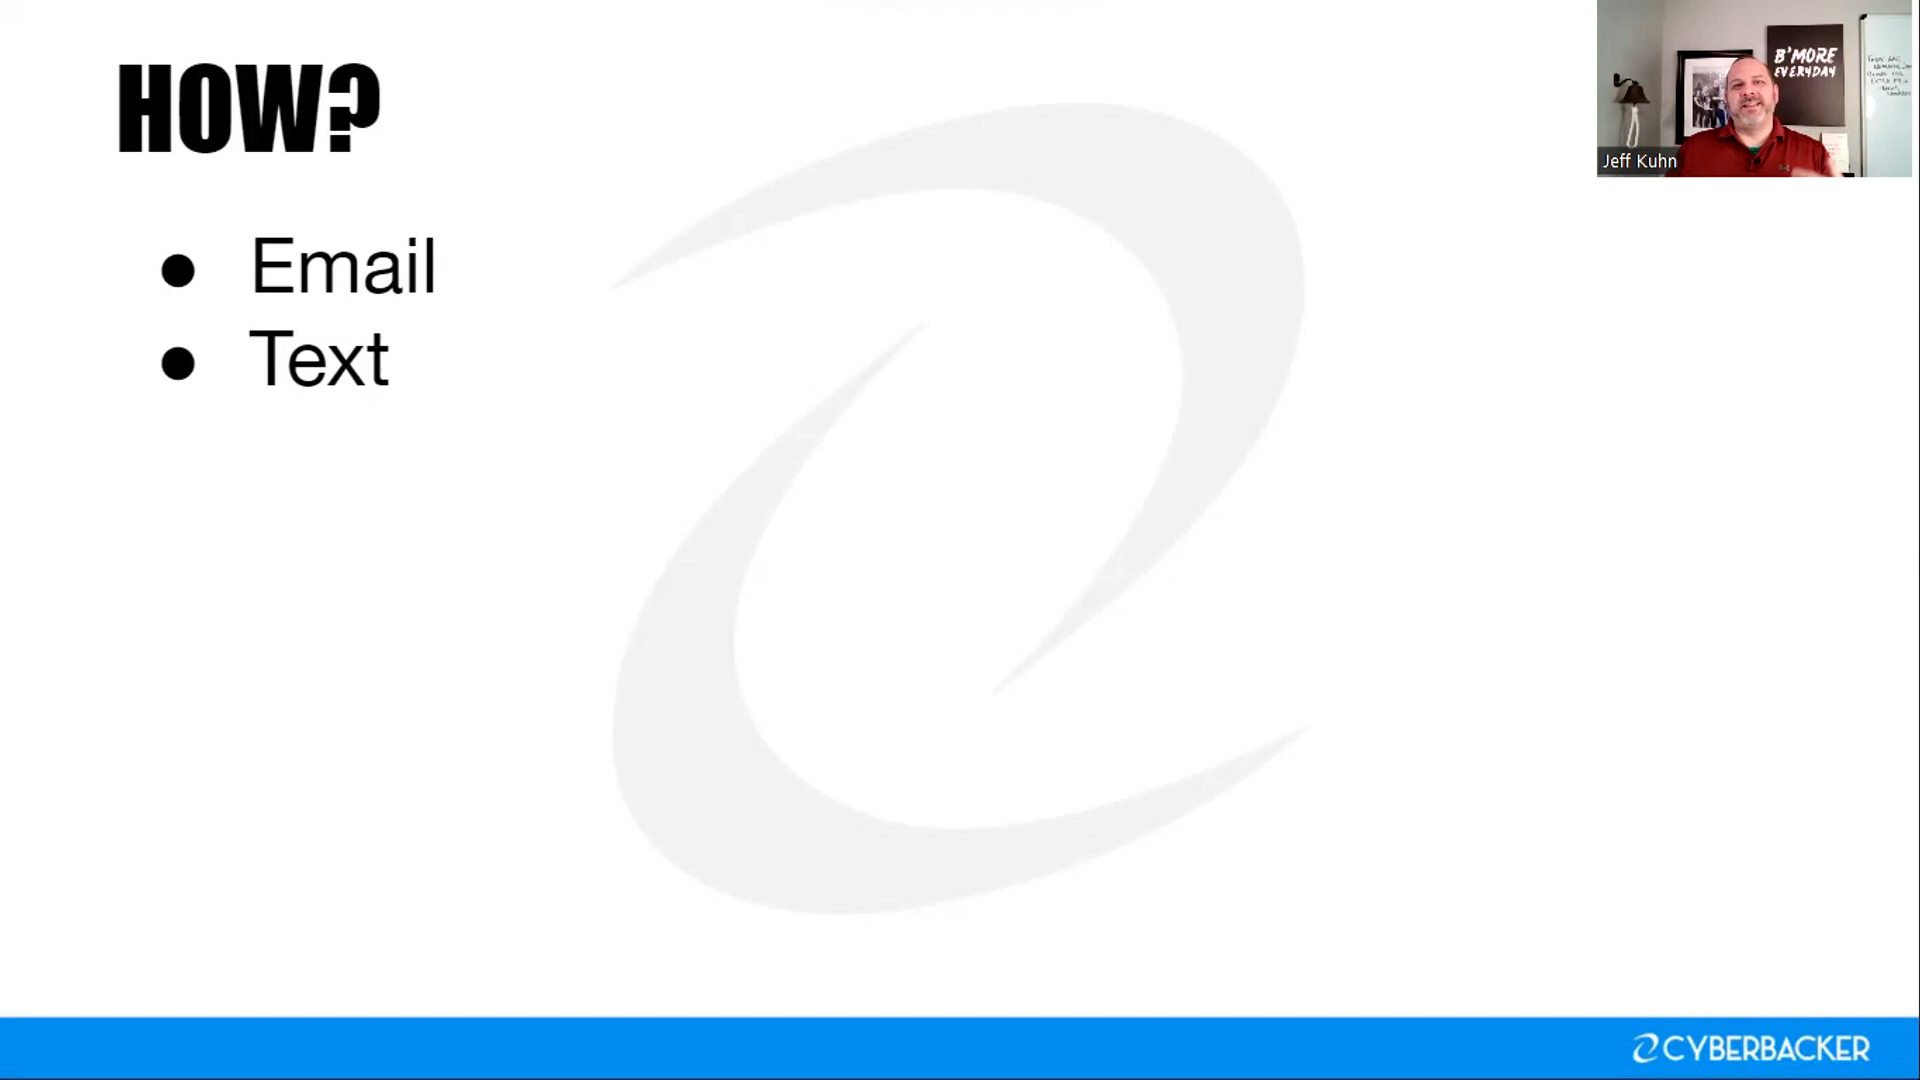 HOW?
● Email
● Text
B'MORE
EVERYDAY
Jeff Kuhn
CYBERBACKER